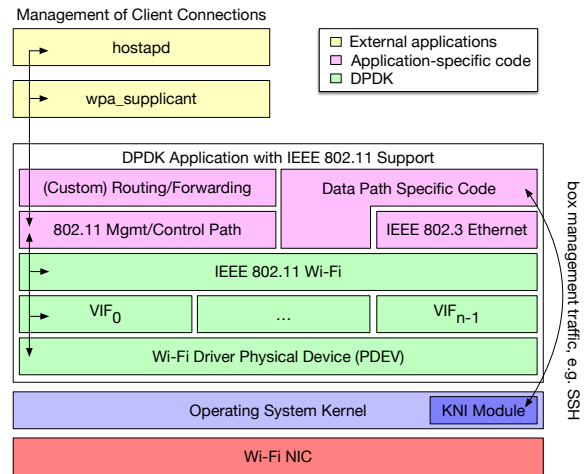 Management of Client Connections
hostapd
wpa_supplicant
External applications
Application-specific code
DPDK
DPDK Application with IEEE 802.11 Support
(Custom) Routing/Forwarding
Data Path Specific Code
802.11 Mgmt/Control Path
IEEE 802.3 Ethernet
IEEE 802.11 Wi-Fi
VIF0
...
VIFn-1
Wi-Fi Driver Physical Device (PDEV)
box management traffic, e.g. SSH
Operating System Kernel
KNI Module
Wi-Fi NIC